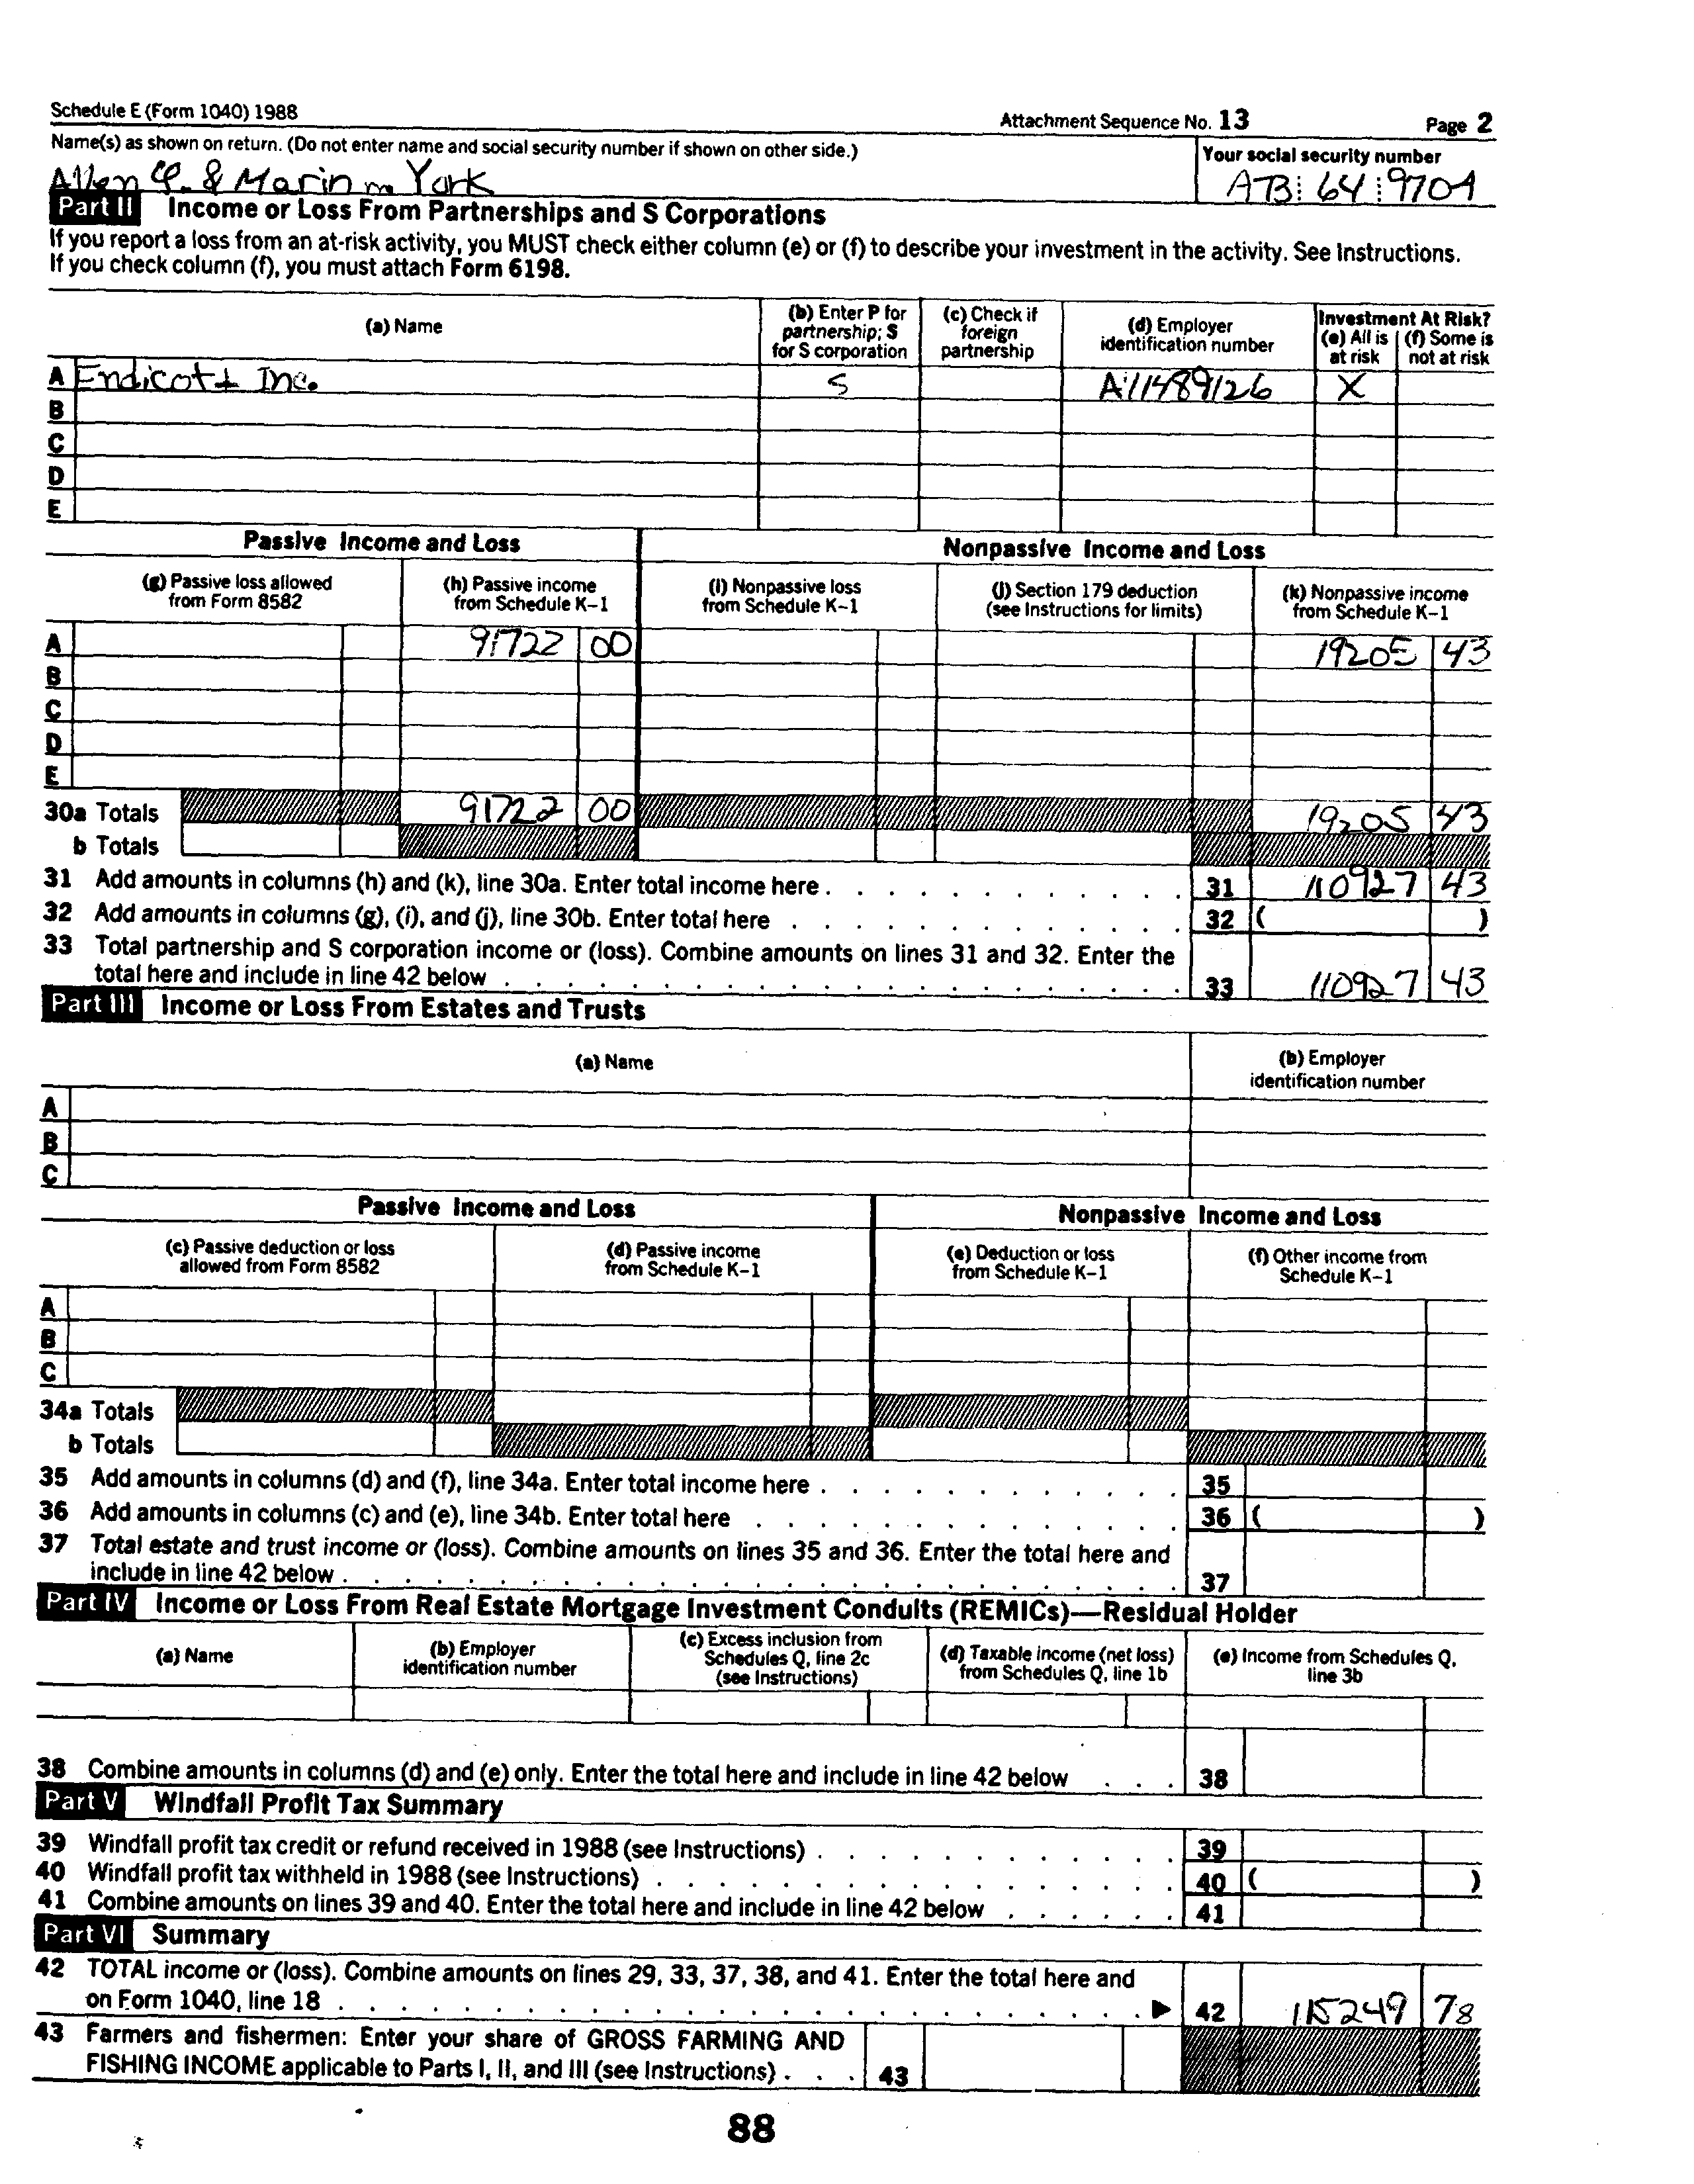 Schedule E (Form 1040) 1988 Attachment Sequence No. 13 Page 2
Name(s) as shown on return. (Do not enter name and social security number if shown on other side.) Your social security number
Allen & Marin m York 64 9704
Part II Income or Loss From Partnerships and S Corporations
If you report a loss from an at-risk activity, you MUST check either column (e) or (f) to describe your investment in the activity. See Instructions.
If you check column (f), you must attach Form 6198.
(a) Name (b) Enter P for partnership; S for S corporation (c) Check if foreign partnership (d) Employer identification number Investment At Risk? (e) All is at risk (f) Some is not at risk
A Endicott Inc. S A111489126 X
B
C
D
E
Passive Income and Loss Nonpassive Income and Loss
(g) Passive loss allowed from Form 8582 (h) Passive income from Schedule K–1 (i) Nonpassive loss from Schedule K–1 (j) Section 179 deduction (see Instructions for limits) (k) Nonpassive income from Schedule K–1
A 91722 00 19205 43
B
C
D
E
30a Totals 91722 00 19205 43
b Totals
31 Add amounts in columns (h) and (k), line 30a. Enter total income here . 31 110927 43
32 Add amounts in columns (g), (i), and (j), line 30b. Enter total here . 32 ( )
33 Total partnership and S corporation income or (loss). Combine amounts on lines 31 and 32. Enter the
total here and include in line 42 below . 33 110927 43
Part III Income or Loss From Estates and Trusts
(a) Name (b) Employer identification number
A
B
C
Passive Income and Loss Nonpassive Income and Loss
(c) Passive deduction or loss allowed from Form 8582 (d) Passive income from Schedule K–1 (e) Deduction or loss from Schedule K–1 (f) Other income from Schedule K–1
A
B
C
34a Totals
b Totals
35 Add amounts in columns (d) and (f), line 34a. Enter total income here . 35
36 Add amounts in columns (c) and (e), line 34b. Enter total here . 36 ( )
37 Total estate and trust income or (loss). Combine amounts on lines 35 and 36. Enter the total here and
include in line 42 below . 37
Part IV Income or Loss From Real Estate Mortgage Investment Conduits (REMICs)—Residual Holder
(a) Name (b) Employer identification number (c) Excess inclusion from Schedules Q, line 2c (see Instructions) (d) Taxable income (net loss) from Schedules Q, line 1b (e) Income from Schedules Q, line 3b
38 Combine amounts in columns (d) and (e) only. Enter the total here and include in line 42 below . 38
Part V Windfall Profit Tax Summary
39 Windfall profit tax credit or refund received in 1988 (see Instructions) . 39
40 Windfall profit tax withheld in 1988 (see Instructions) . 40 ( )
41 Combine amounts on lines 39 and 40. Enter the total here and include in line 42 below . 41
Part VI Summary
42 TOTAL income or (loss). Combine amounts on lines 29, 33, 37, 38, and 41. Enter the total here and
on Form 1040, line 18 . ▶ 42 115249 78
43 Farmers and fishermen: Enter your share of GROSS FARMING AND
FISHING INCOME applicable to Parts I, II, and III (see Instructions) . 43
88